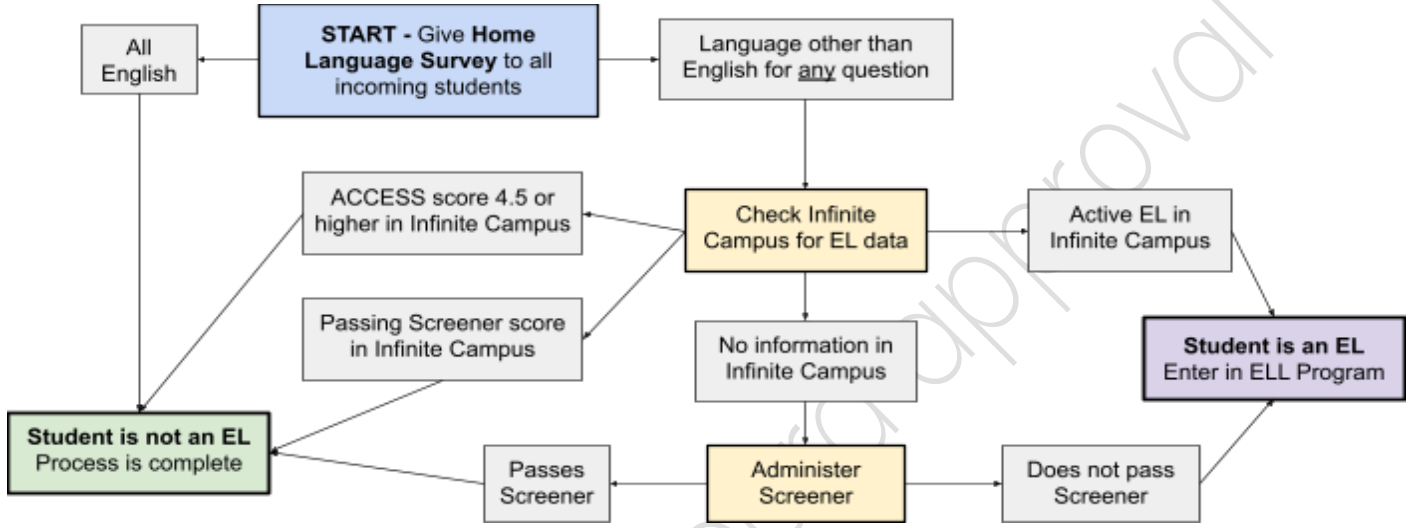 All
English
START - Give Home
Language Survey to all
incoming students
Language other than
English for any question
ACCESS score 4.5 or
higher in Infinite Campus
Check Infinite
Campus for EL data
Active EL in
Infinite Campus
Passing Screener score
in Infinite Campus
No information in
Infinite Campus
Student is an EL
Enter in ELL Program
Student is not an EL
Process is complete
Passes
Screener
Administer
Screener
Does not pass
Screener
approval